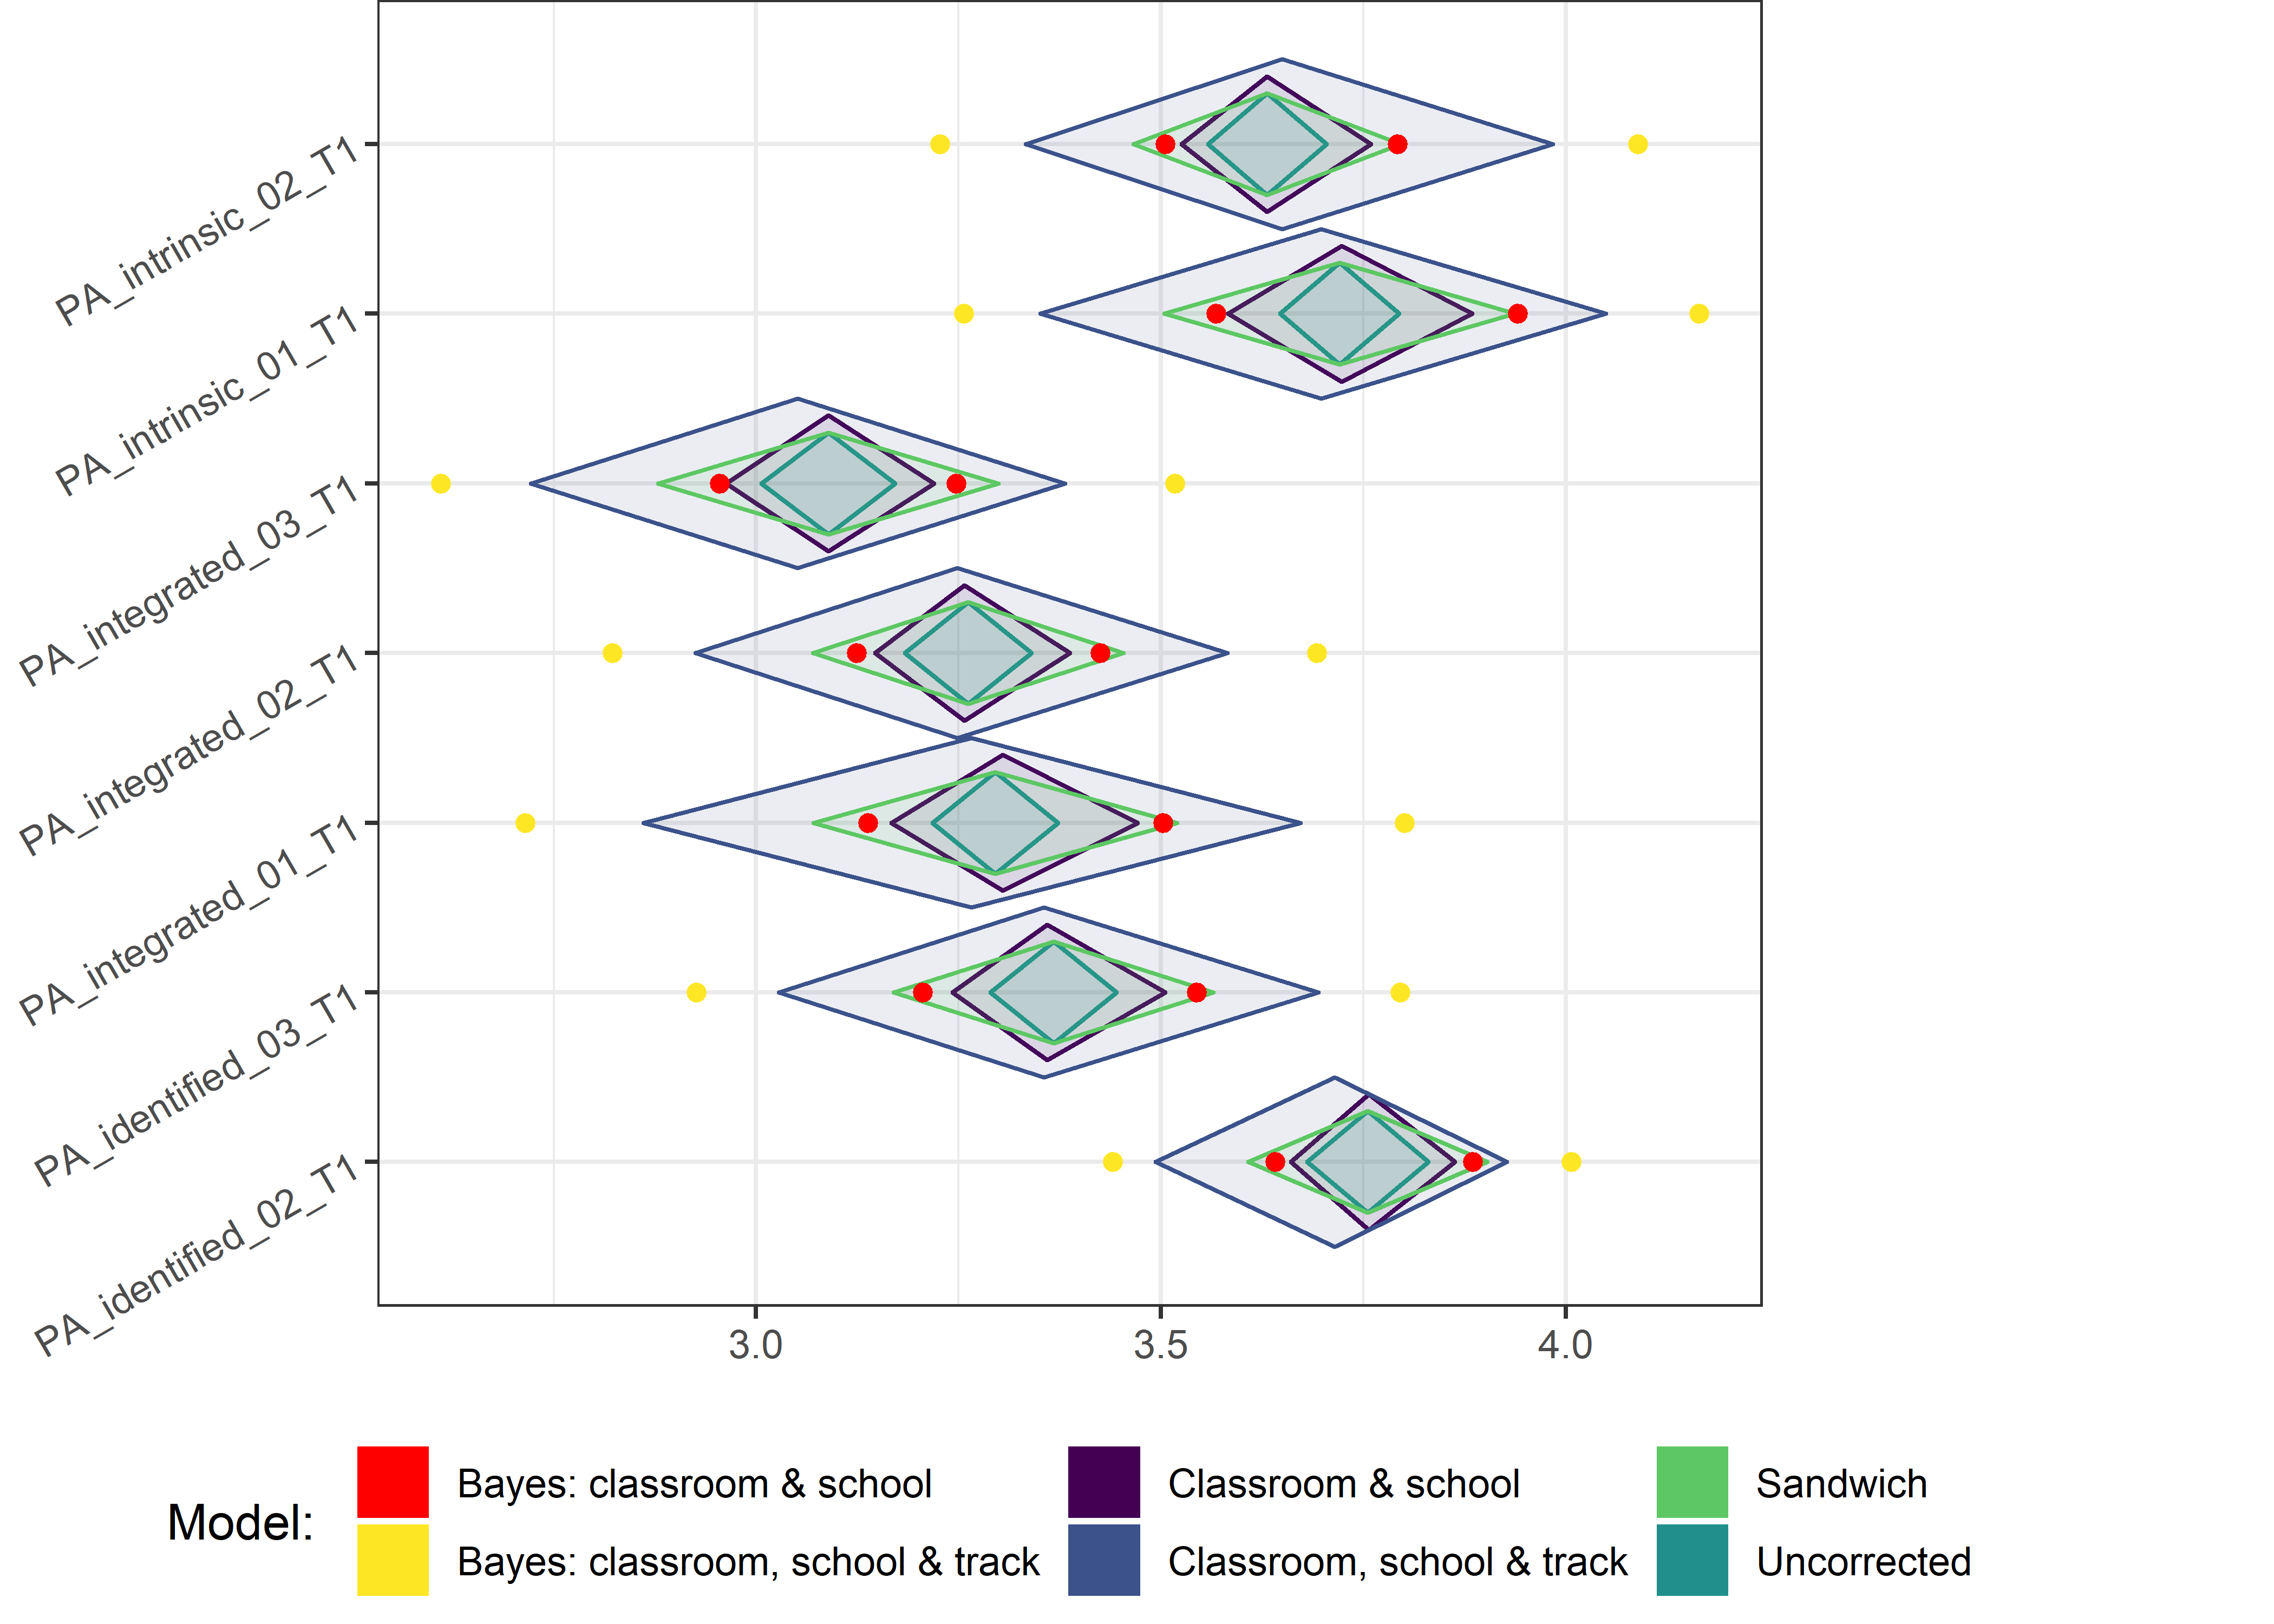 PA_intrinsic_02_T1
PA_intrinsic_01_T1
PA_integrated_03_T1
PA_integrated_02_T1
PA_integrated_01_T1
PA_identified_03_T1
PA_identified_02_T1
3.0 3.5 4.0
Model:
Bayes: classroom & school Classroom & school Sandwich
Bayes: classroom, school & track Classroom, school & track Uncorrected